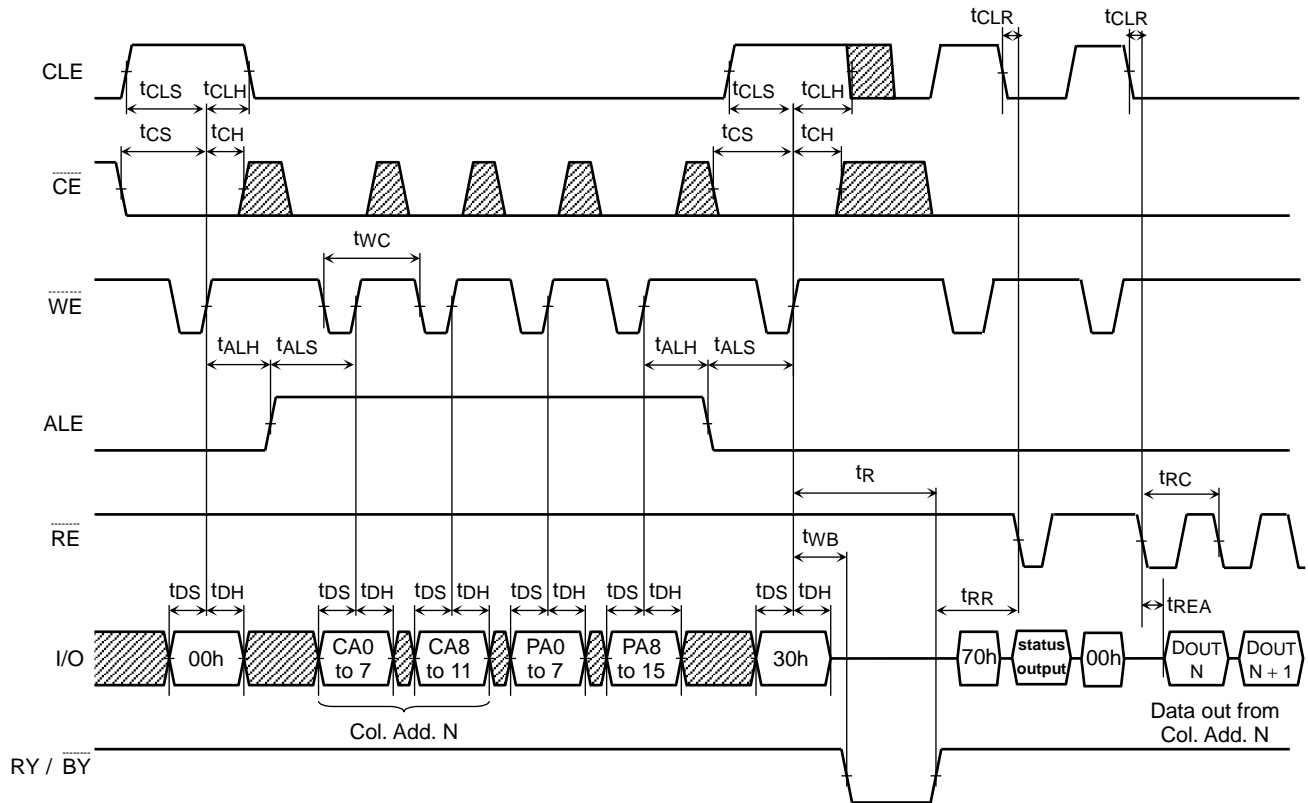 tCLR tCLR
CLE
tCLS tCLH tCLS tCLH
tCS tCH tCS tCH
CE
tWC
WE
tALH tALS tALH tALS
ALE
tR tRC
RE
tWB
tDS tDH tDS tDH tDS tDH tDS tDH tDS tDH tDS tDH tRR tREA
I/O
00h
CA0
to 7
CA8
to 11
PA0
to 7
PA8
to 15
30h
70h
status
output
00h
DOUT
N
DOUT
N + 1
Col. Add. N
Data out from
Col. Add. N
RY / BY